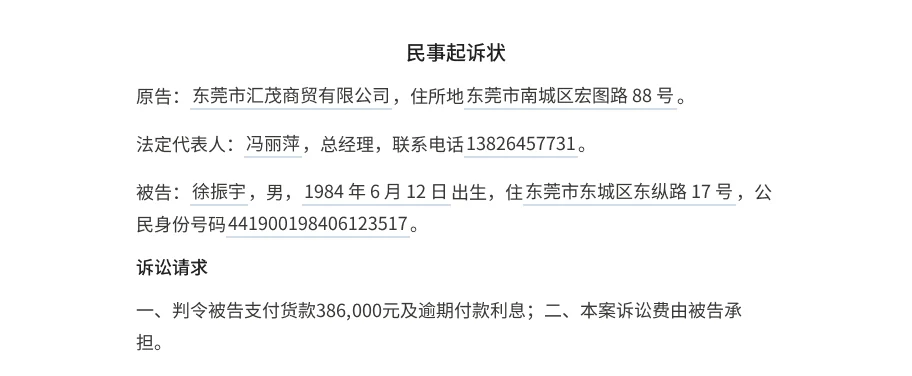 民事起诉状
原告：东莞市汇茂商贸有限公司，住所地东莞市南城区宏图路 88 号。
法定代表人：冯丽萍，总经理，联系电话13826457731。
被告：徐振宇，男，1984 年 6 月 12 日出生，住东莞市东城区东纵路 17 号，公
民身份号码441900198406123517。
诉讼请求
一、判令被告支付货款386,000元及逾期付款利息；二、本案诉讼费由被告承
担。